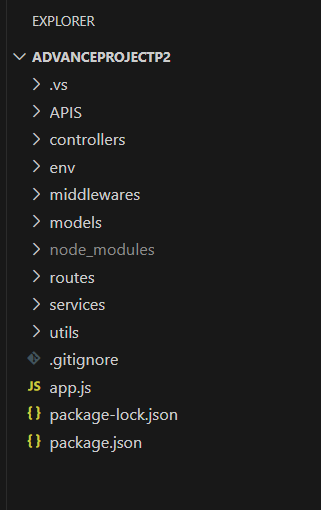 EXPLORER
ADVANCEPROJECTP2
.vs
APIS
controllers
env
middlewares
models
node_modules
routes
services
utils
.gitignore
JS app.js
{} package-lock.json
{} package.json